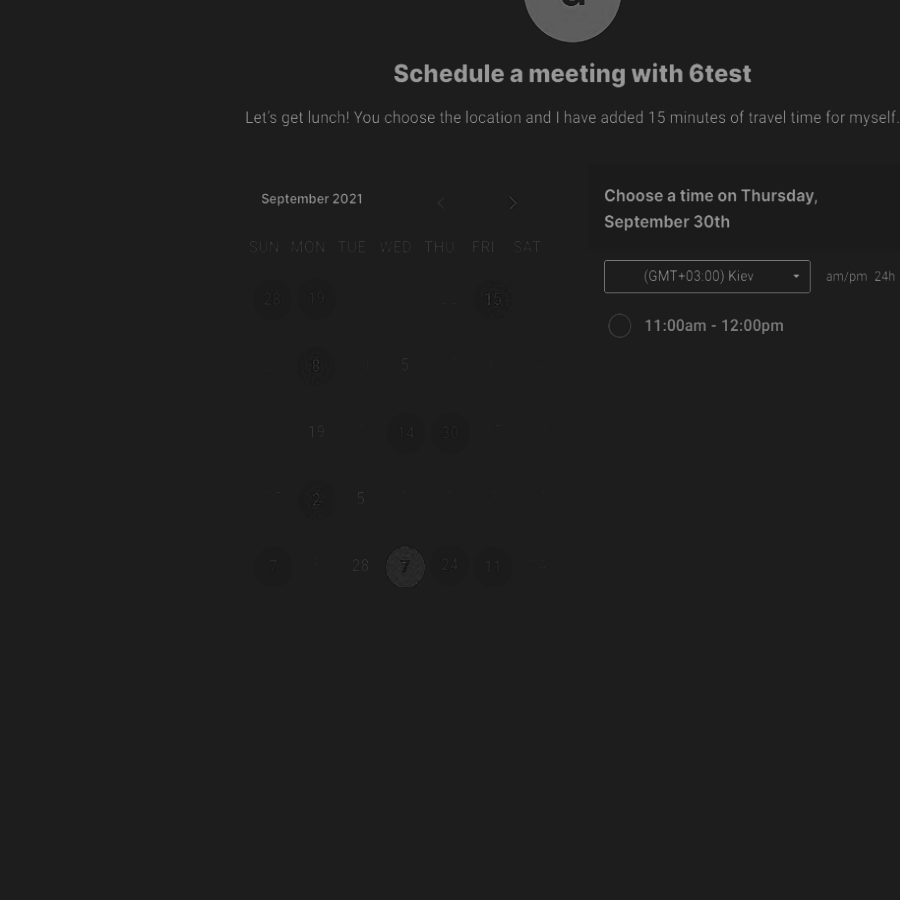 Schedule a meeting with 6test
Let's get lunch! You choose the location and I have added 15 minutes of travel time for myself.
September 2021
SUN MON TUE WED THU FRI SAT
28 19 15
8 5
19 14 30
2 5
7 28 7 24 11
Choose a time on Thursday,
September 30th
(GMT+03:00) Kiev
am/pm 24h
11:00am - 12:00pm